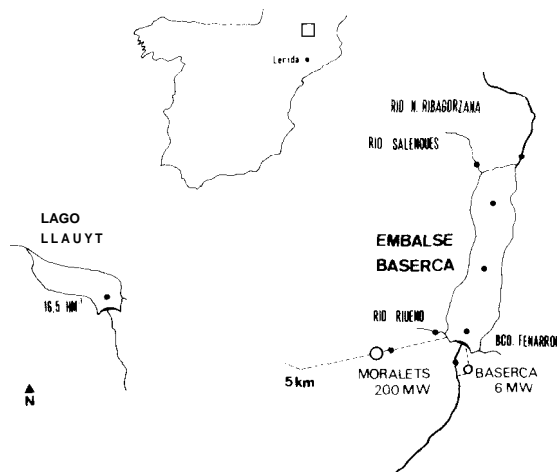 Lerida
RIO N. RIBAGORZANA
RIO SALENQUES
LAGO
LLAUYT
EMBALSE
BASERCA
16,5 HM³
RIO RIUENO
BCO. FENARROI
5km
MORALETS
200 MW
BASERCA
6 MW
N